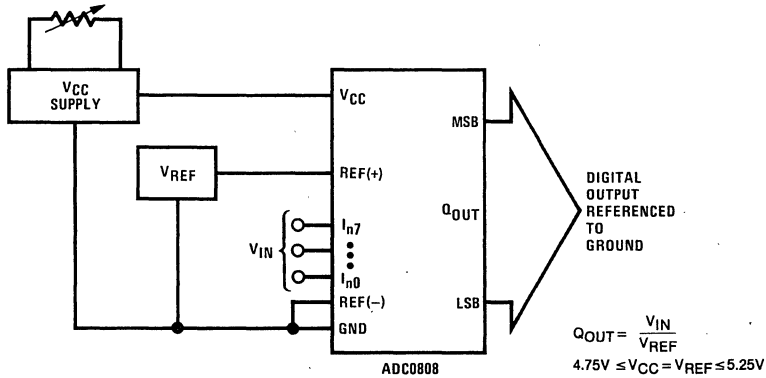 VCC
SUPPLY
VCC
MSB
VREF
REF(+)
DIGITAL
OUTPUT
REFERENCED
TO
GROUND
QOUT
VIN
In7
In0
REF(−)
LSB
GND
QOUT = VIN / VREF
4.75V ≤ VCC = VREF ≤ 5.25V
ADC0808